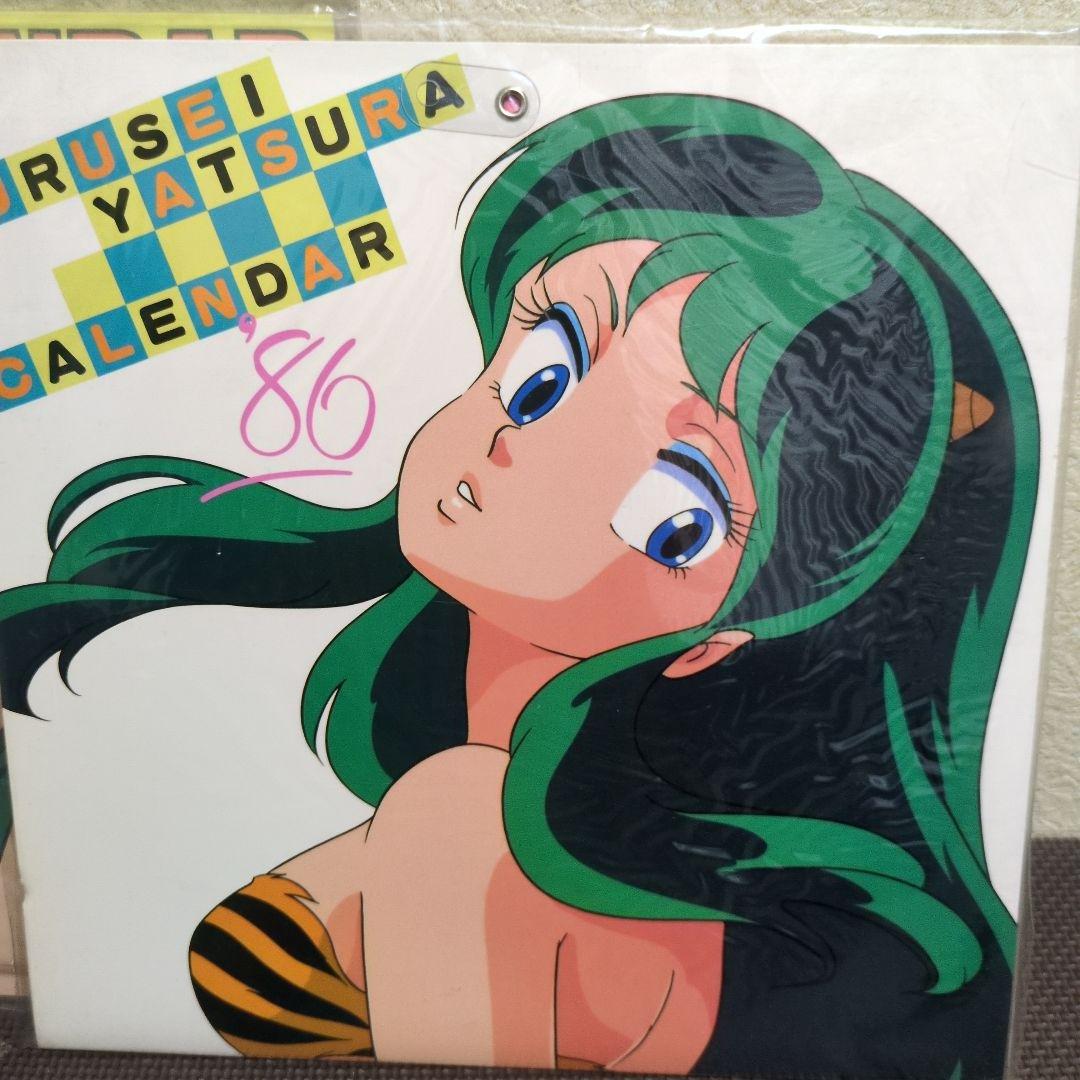 URUSEI
YATSURA
CALENDAR
'86